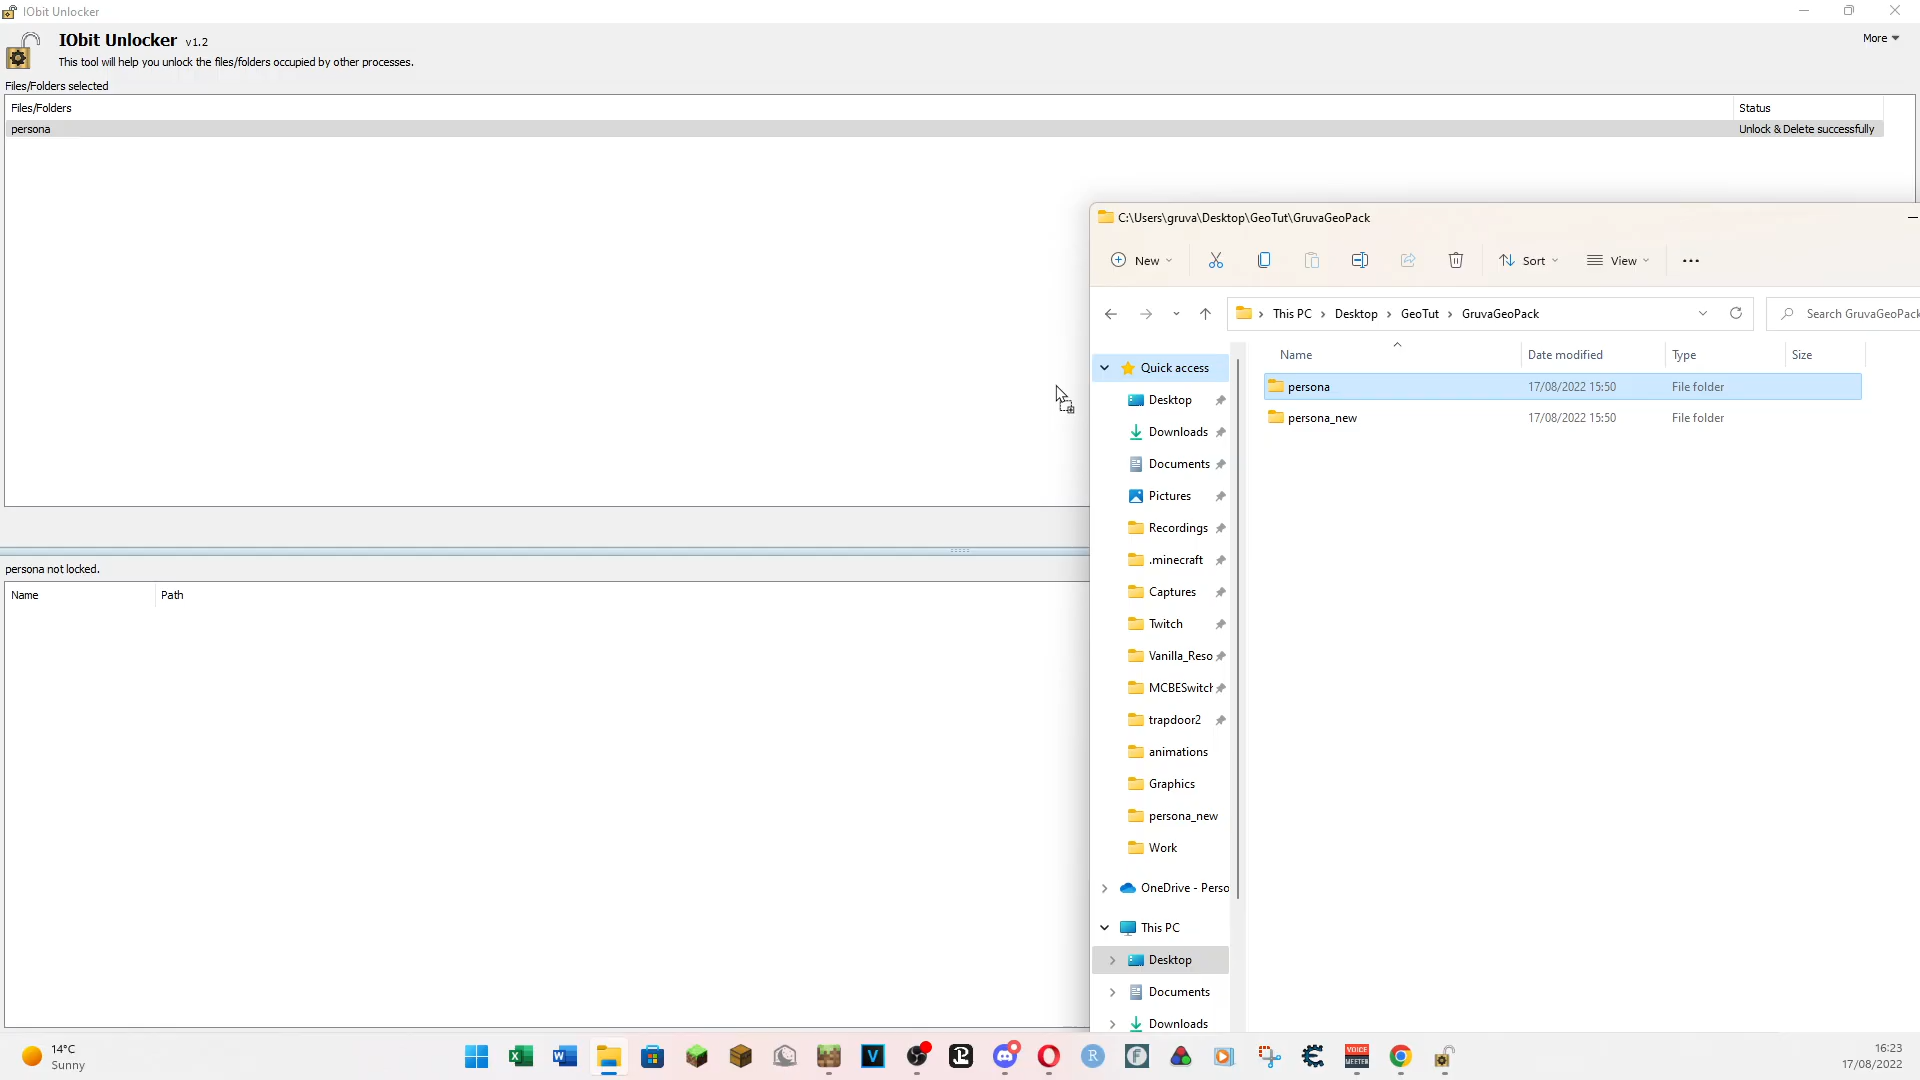 IObit Unlocker
IObit Unlocker v1.2
More
This tool will help you unlock the files/folders occupied by other processes.
Files/Folders selected
Files/Folders
Status
persona
Unlock & Delete successfully
C:\Users\gruva\Desktop\GeoTut\GruvaGeoPack
New
Sort
View
This PC
Desktop
GeoTut
GruvaGeoPack
Search GruvaGeoPack
Name
Date modified
Type
Size
Quick access
persona
17/08/2022 15:50
File folder
Desktop
persona_new
17/08/2022 15:50
File folder
Downloads
Documents
Pictures
Recordings
.minecraft
Captures
Twitch
Vanilla_Reso
MCBESwitch
trapdoor2
animations
Graphics
persona_new
Work
OneDrive - Perso
This PC
Desktop
Documents
Downloads
persona not locked.
Name
Path
14°C
Sunny
VOICE
MEETER
16:23
17/08/2022